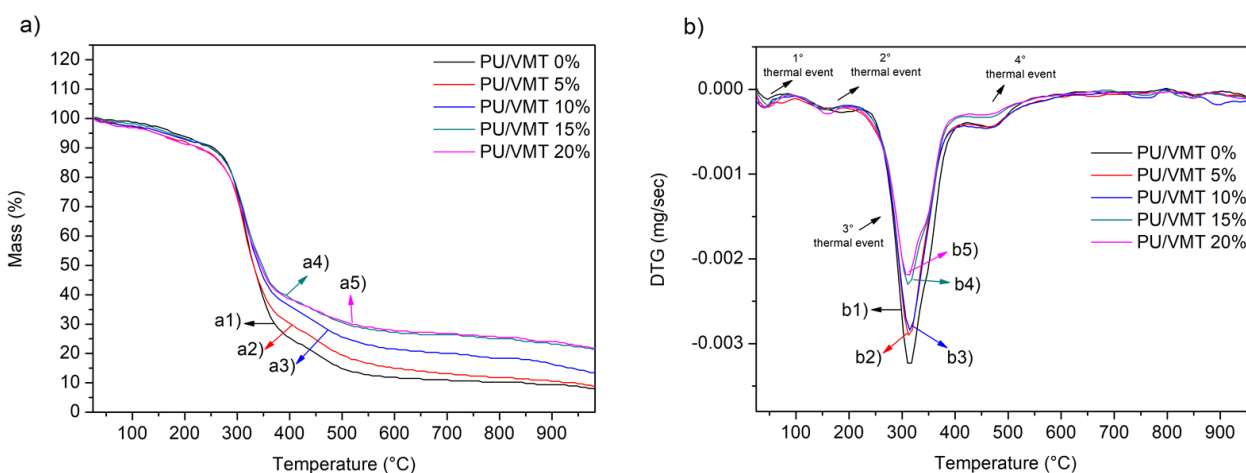 a)
120
110
100
90
80
70
60
50
40
30
20
10
0
Mass (%)
100 200 300 400 500 600 700 800 900
Temperature (°C)
PU/VMT 0%
PU/VMT 5%
PU/VMT 10%
PU/VMT 15%
PU/VMT 20%
a4)
a5)
a1)
a2)
a3)
b)
0.000
-0.001
-0.002
-0.003
DTG (mg/sec)
100 200 300 400 500 600 700 800 900
Temperature (°C)
1°
thermal event
2°
thermal event
4°
thermal event
3°
thermal event
PU/VMT 0%
PU/VMT 5%
PU/VMT 10%
PU/VMT 15%
PU/VMT 20%
b5)
b4)
b1)
b2)
b3)